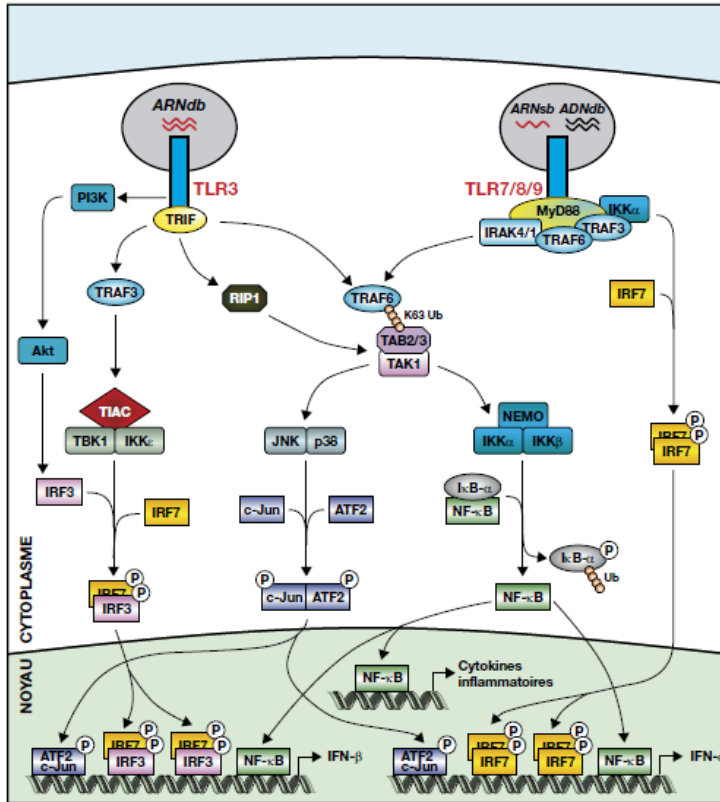 ARNdb
ARNsb ADNdb
TLR3
TLR7/8/9
PI3K
TRIF
MyD88
IKKα
IRAK4/1
TRAF6
TRAF3
TRAF3
RIP1
TRAF6
K63 Ub
IRF7
Akt
TAB2/3
TAK1
TIAC
TBK1 IKKε
JNK p38
NEMO
IKKα IKKβ
P
IRF7 P
IRF7
IRF3
IRF7
c-Jun
ATF2
IκB-α
NF-κB
IκB-α P
Ub
P
IRF7 P
IRF3
P P
c-Jun ATF2
NF-κB
CYTOPLASME
NOYAU
NF-κB
Cytokines
inflammatoires
ATF2 P
c-Jun
P
IRF7 P
IRF3
P
IRF7 P
IRF3
NF-κB
IFN-β
ATF2 P
c-Jun
P
IRF7 P
IRF7
P
IRF7 P
IRF7
NF-κB